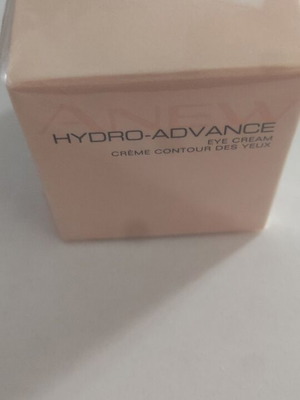 ANEW
HYDRO-ADVANCE
EYE CREAM
CRÈME CONTOUR DES YEUX